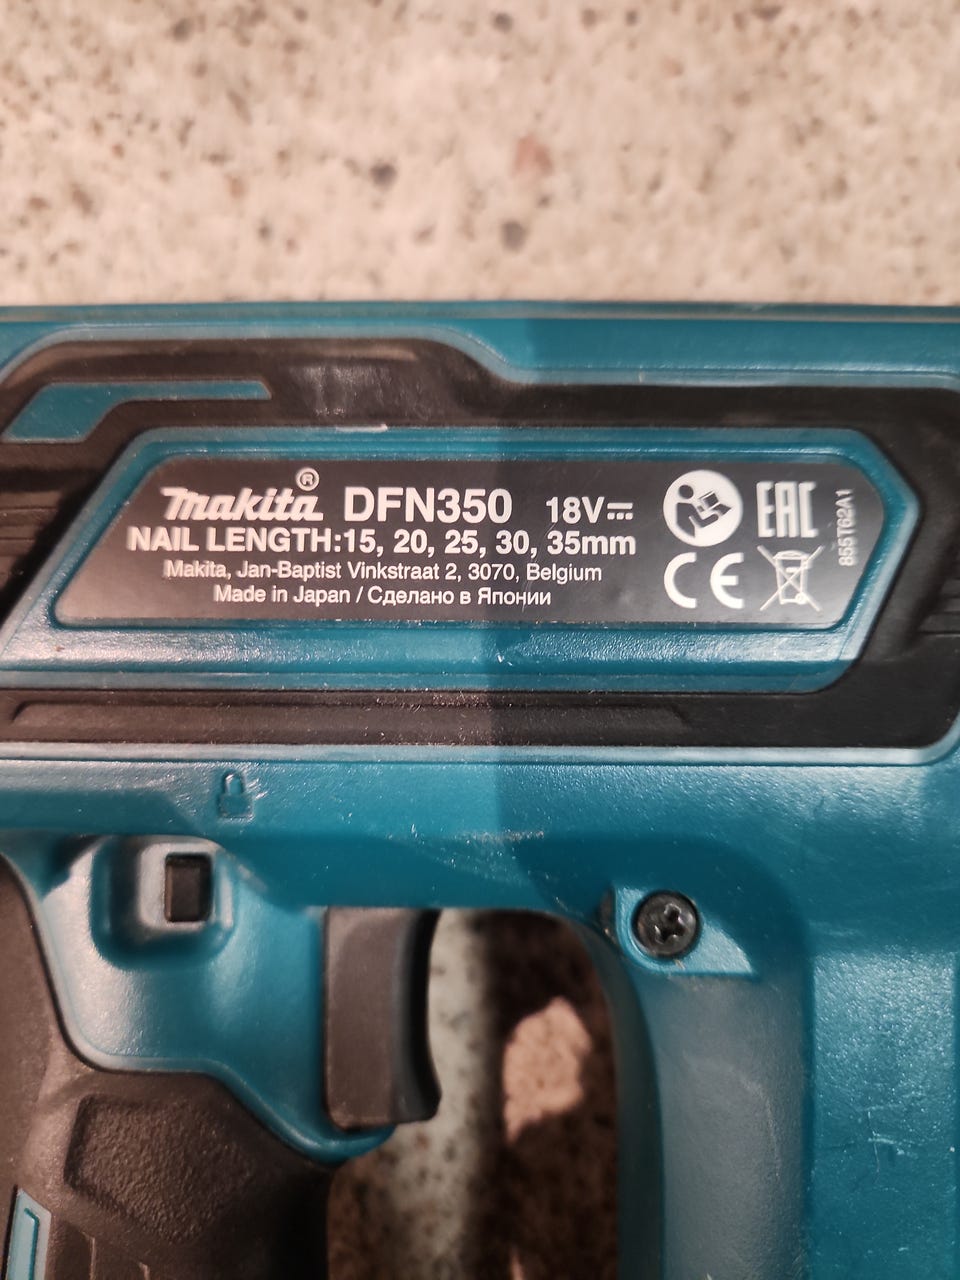 makita® DFN350 18V
NAIL LENGTH:15, 20, 25, 30, 35mm
Makita, Jan-Baptist Vinkstraat 2, 3070, Belgium
Made in Japan / Сделано в Японии
EAC
CE
855T62A1